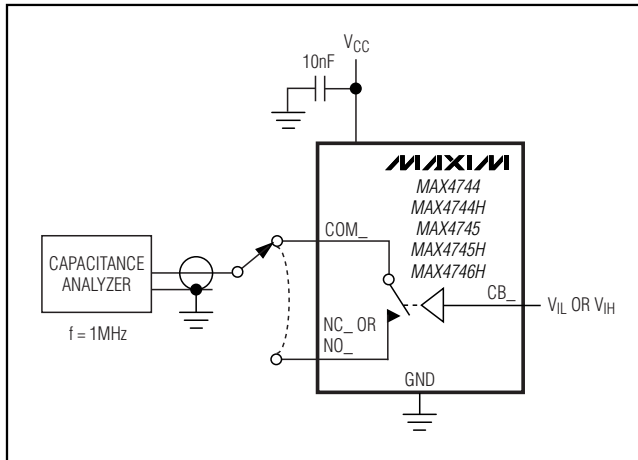 VCC
10nF
MAXIM
MAX4744
MAX4744H
MAX4745
MAX4745H
MAX4746H
COM_
CAPACITANCE
ANALYZER
CB_
VIL OR VIH
f = 1MHz
NC_ OR
NO_
GND